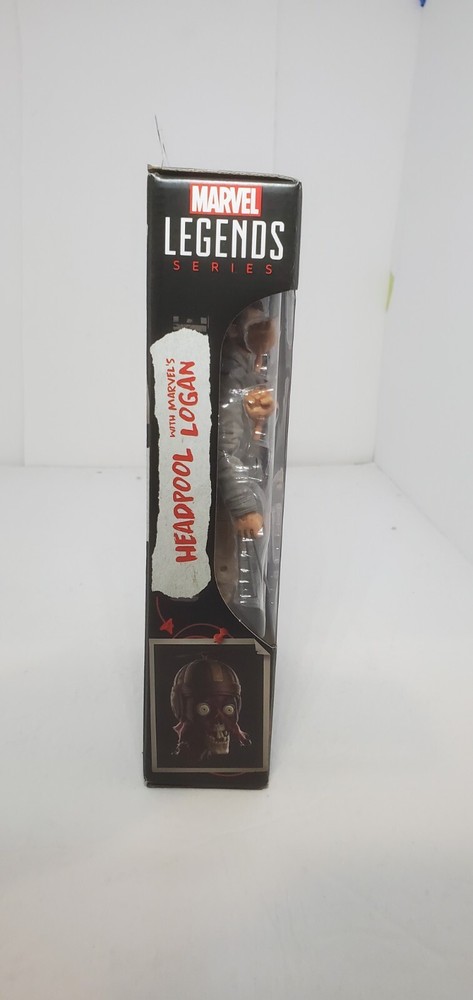 MARVEL
LEGENDS
SERIES
HEADPOOL WITH MARVEL'S
LOGAN